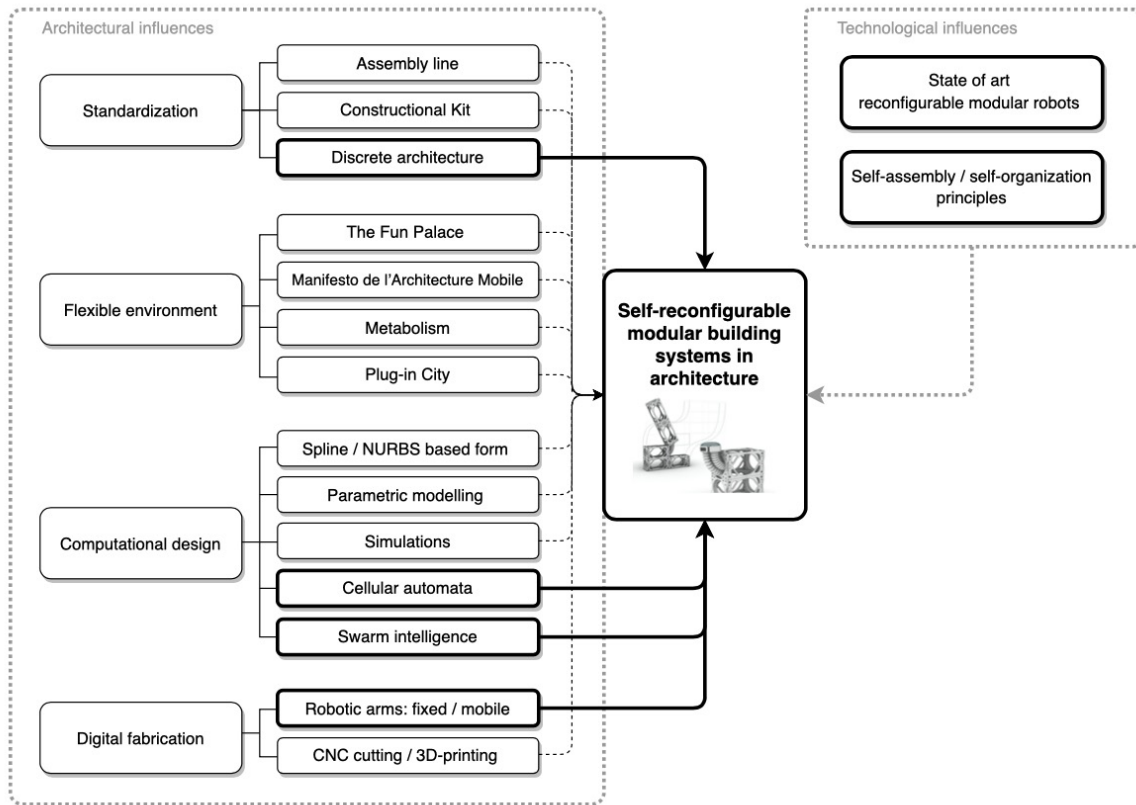 Architectural influences
Standardization
Assembly line
Constructional Kit
Discrete architecture
Flexible environment
The Fun Palace
Manifesto de l'Architecture Mobile
Metabolism
Plug-in City
Computational design
Spline / NURBS based form
Parametric modelling
Simulations
Cellular automata
Swarm intelligence
Digital fabrication
Robotic arms: fixed / mobile
CNC cutting / 3D-printing
Self-reconfigurable
modular building
systems in
architecture
Technological influences
State of art
reconfigurable modular robots
Self-assembly / self-organization
principles